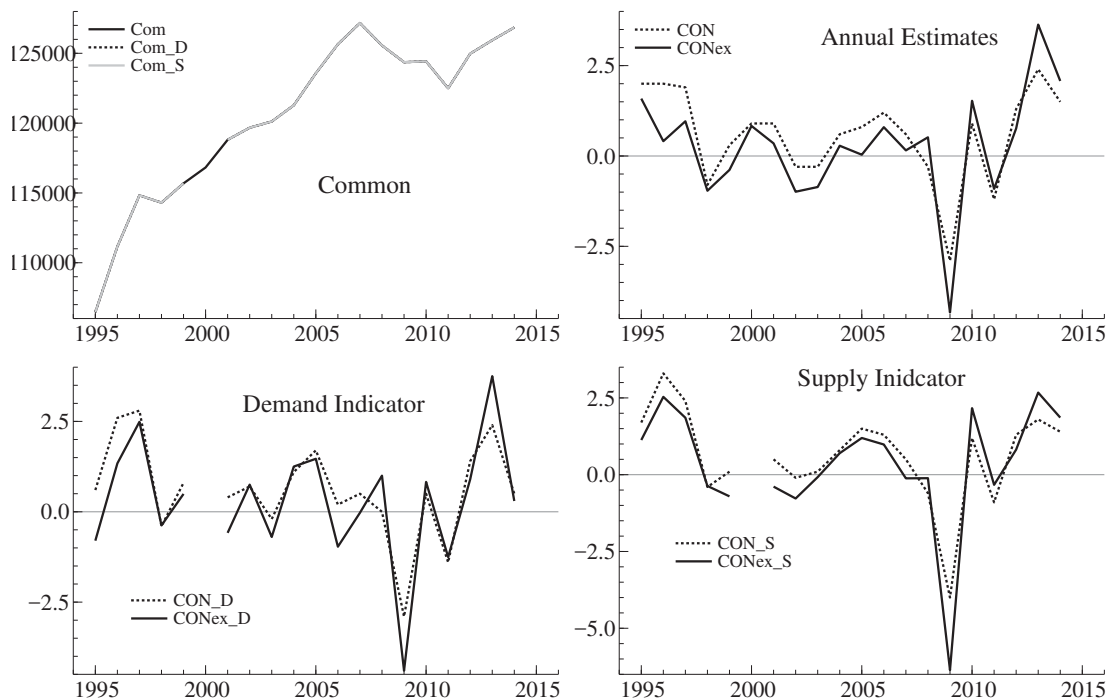 Com
Com_D
Com_S
125000
120000
115000
110000
Common
1995 2000 2005 2010 2015
CON
CONex
Annual Estimates
2.5
0.0
−2.5
1995 2000 2005 2010 2015
Demand Indicator
2.5
0.0
−2.5
CON_D
CONex_D
1995 2000 2005 2010 2015
Supply Inidcator
2.5
0.0
−2.5
−5.0
CON_S
CONex_S
1995 2000 2005 2010 2015